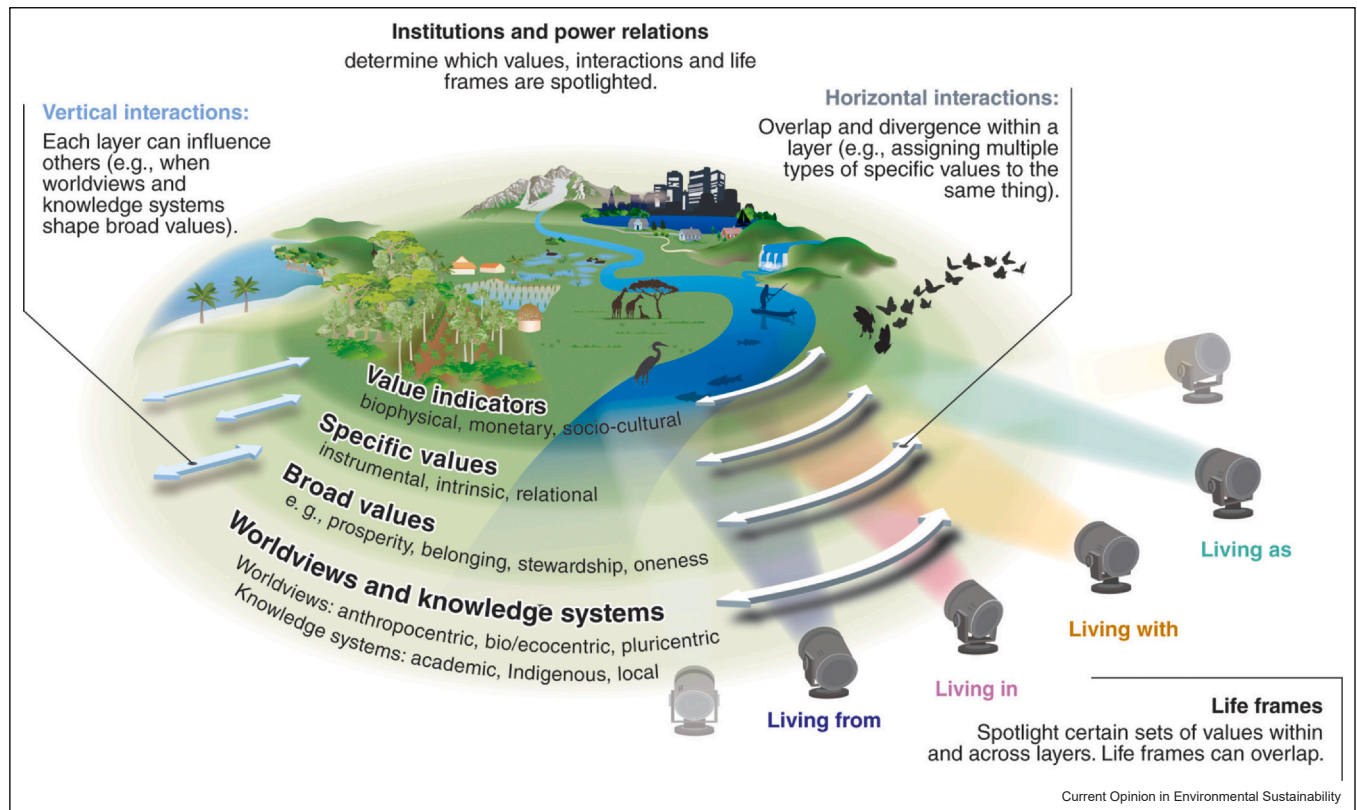 Institutions and power relations
determine which values, interactions and life
frames are spotlighted.
Vertical interactions:
Each layer can influence
others (e.g., when
worldviews and
knowledge systems
shape broad values).
Horizontal interactions:
Overlap and divergence within a
layer (e.g., assigning multiple
types of specific values to the
same thing).
Value indicators
biophysical, monetary, socio-cultural
Specific values
instrumental, intrinsic, relational
Broad values
e. g., prosperity, belonging, stewardship, oneness
Worldviews and knowledge systems
Worldviews: anthropocentric, bio/ecocentric, pluricentric
Knowledge systems: academic, Indigenous, local
Living as
Living with
Living in
Living from
Life frames
Spotlight certain sets of values within
and across layers. Life frames can overlap.
Current Opinion in Environmental Sustainability